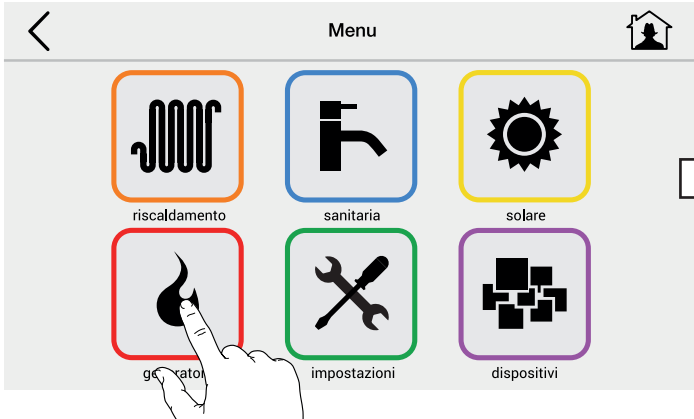 Menu
riscaldamento
sanitaria
solare
impostazioni
dispositivi